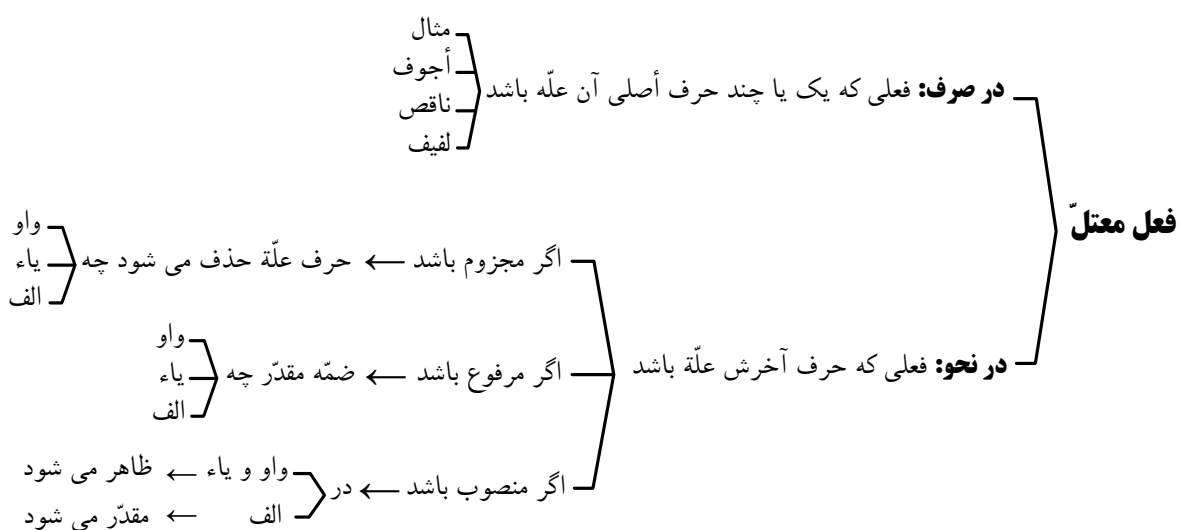 فعل معتلّ
در صرف: فعلی که یک یا چند حرف أصلی آن علّه باشد
مثال
أجوف
ناقص
لفیف
در نحو: فعلی که حرف آخرش علّة باشد
اگر مجزوم باشد ← حرف علّة حذف می شود چه
واو
یاء
الف
اگر مرفوع باشد ← ضمّه مقدّر چه
واو
یاء
الف
اگر منصوب باشد ← در
واو و یاء ← ظاهر می شود
الف ← مقدّر می شود